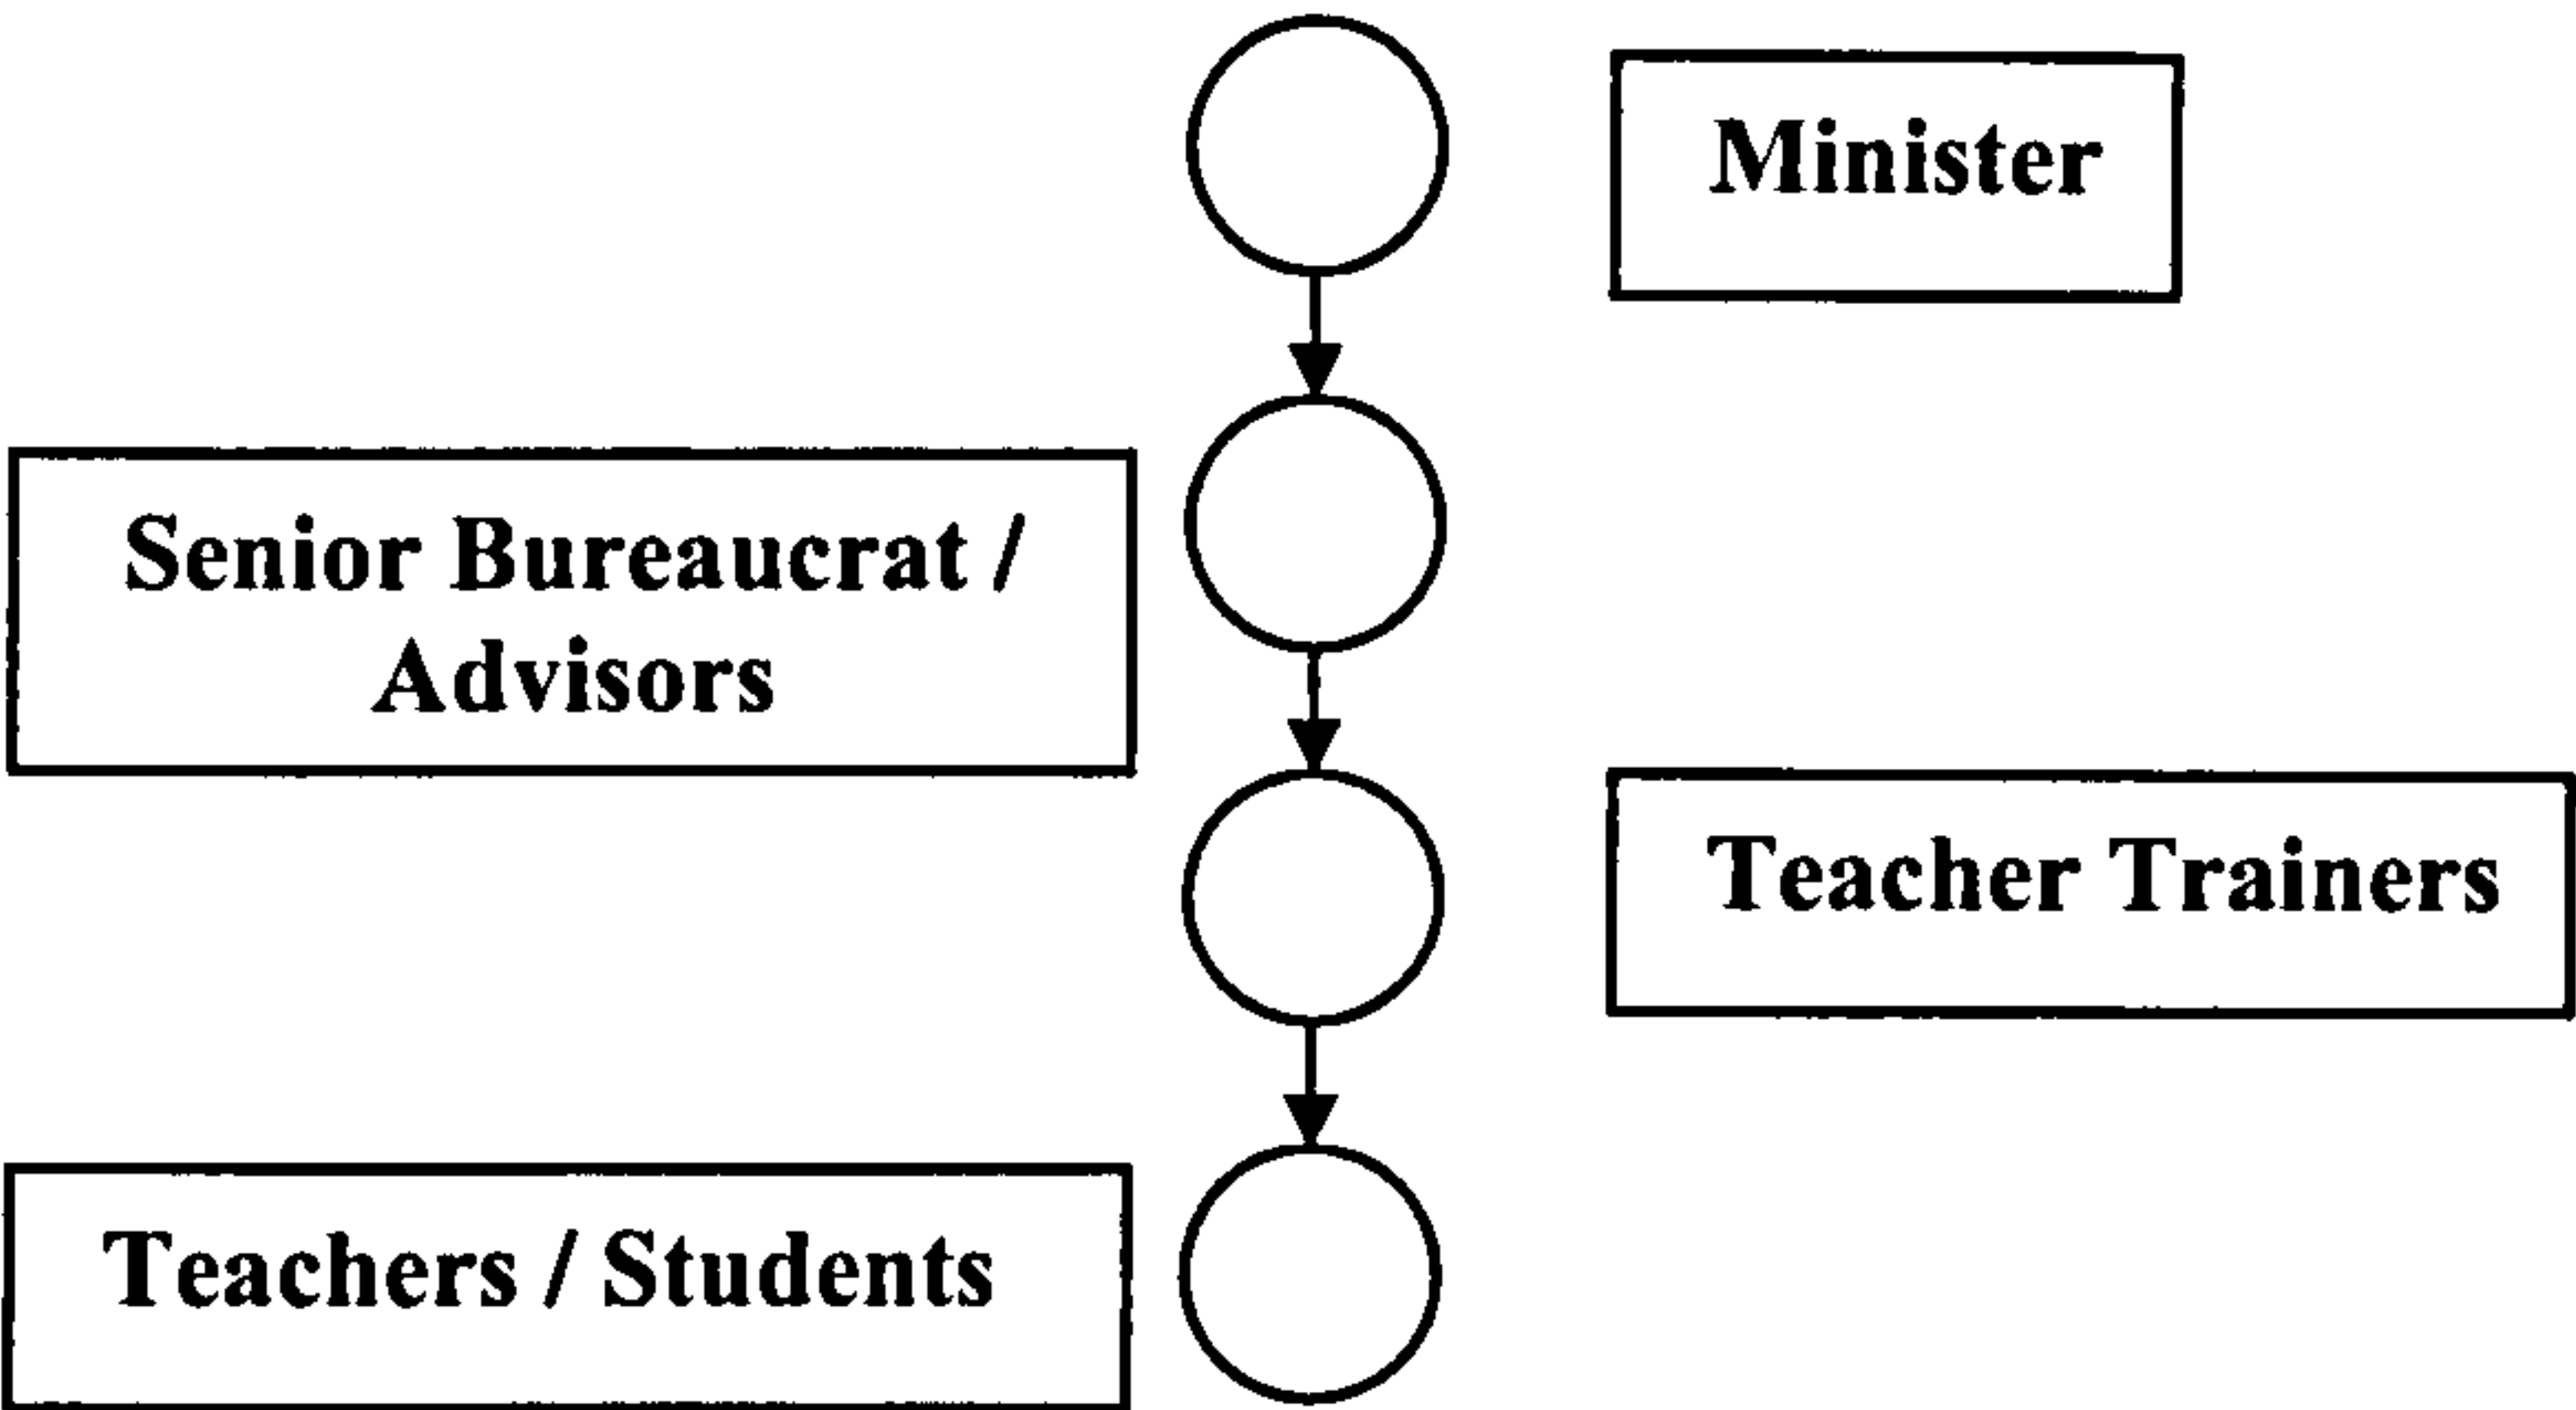 Minister
Senior Bureaucrat /
Advisors
Teacher Trainers
Teachers / Students